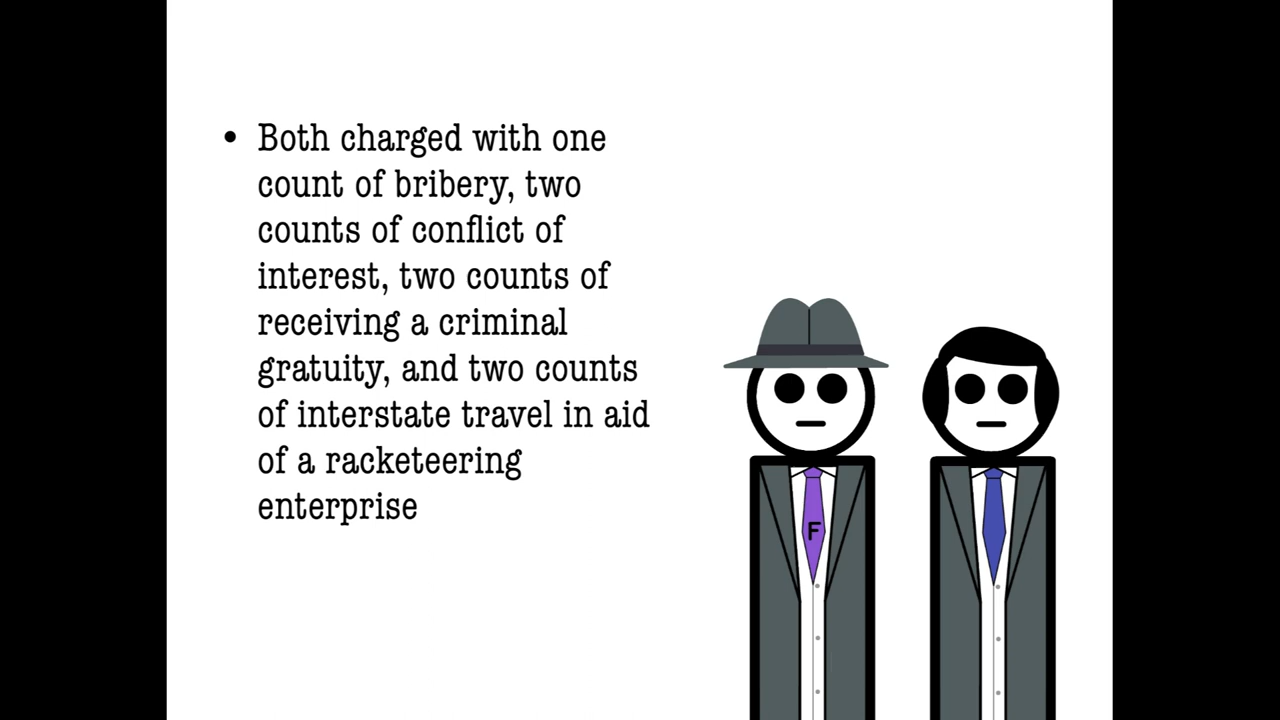 • Both charged with one
count of bribery, two
counts of conflict of
interest, two counts of
receiving a criminal
gratuity, and two counts
of interstate travel in aid
of a racketeering
enterprise
F